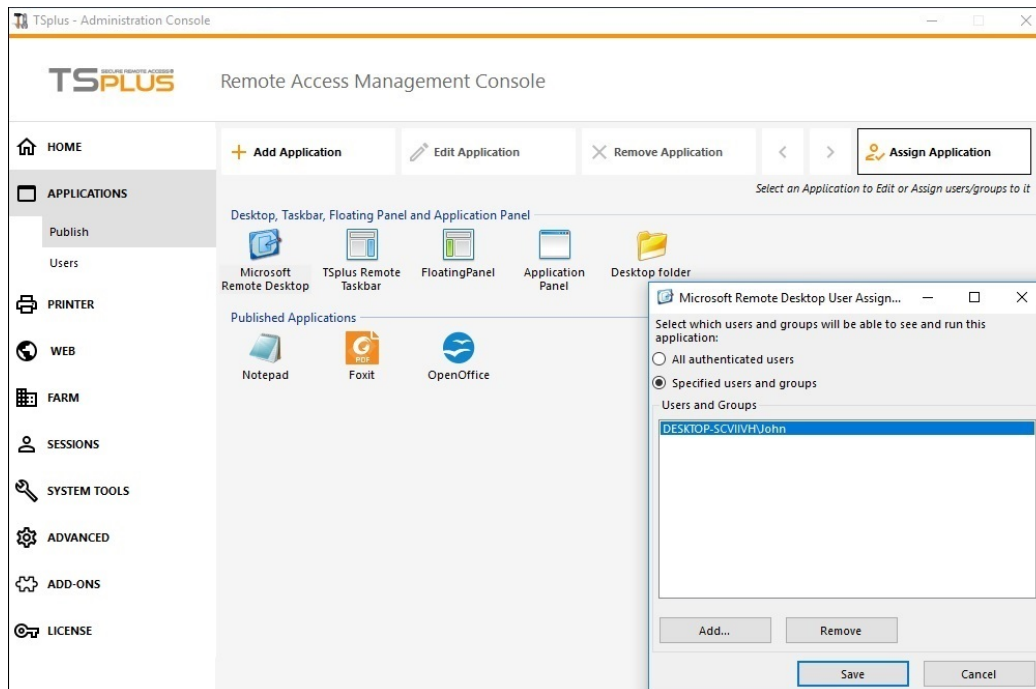 TSplus - Administration Console
TSPLUS
SECURE REMOTE ACCESS®
Remote Access Management Console
HOME
APPLICATIONS
Publish
Users
PRINTER
WEB
FARM
SESSIONS
SYSTEM TOOLS
ADVANCED
ADD-ONS
LICENSE
Add Application
Edit Application
Remove Application
Assign Application
Select an Application to Edit or Assign users/groups to it
Desktop, Taskbar, Floating Panel and Application Panel
Microsoft
Remote Desktop
TSplus Remote
Taskbar
FloatingPanel
Application
Panel
Desktop folder
Published Applications
Notepad
PDF
Foxit
OpenOffice
Microsoft Remote Desktop User Assign...
Select which users and groups will be able to see and run this
application:
All authenticated users
Specified users and groups
Users and Groups
DESKTOP-SCVIIVH\John
Add...
Remove
Save
Cancel